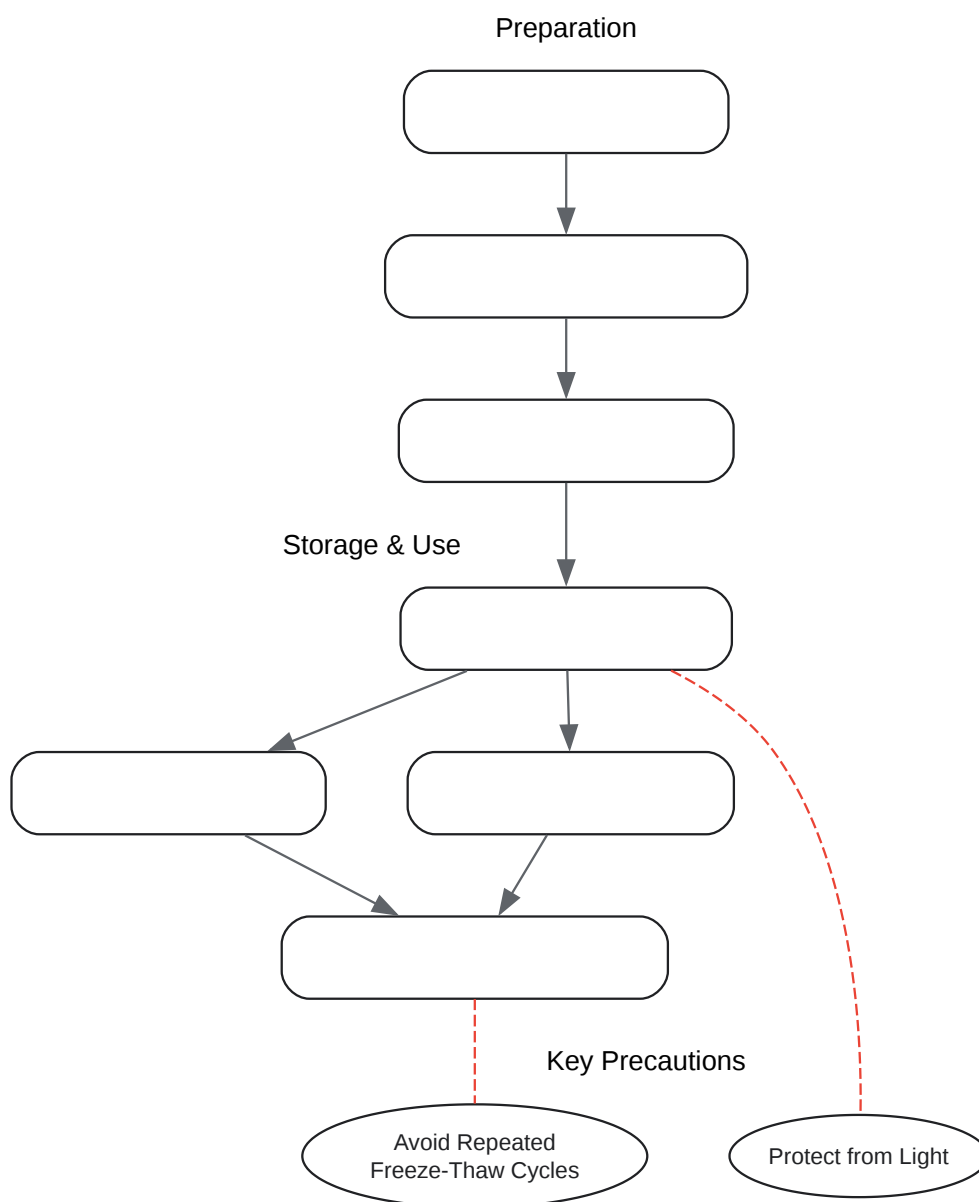 Preparation
Storage & Use
Key Precautions
Avoid Repeated
Freeze-Thaw Cycles
Protect from Light